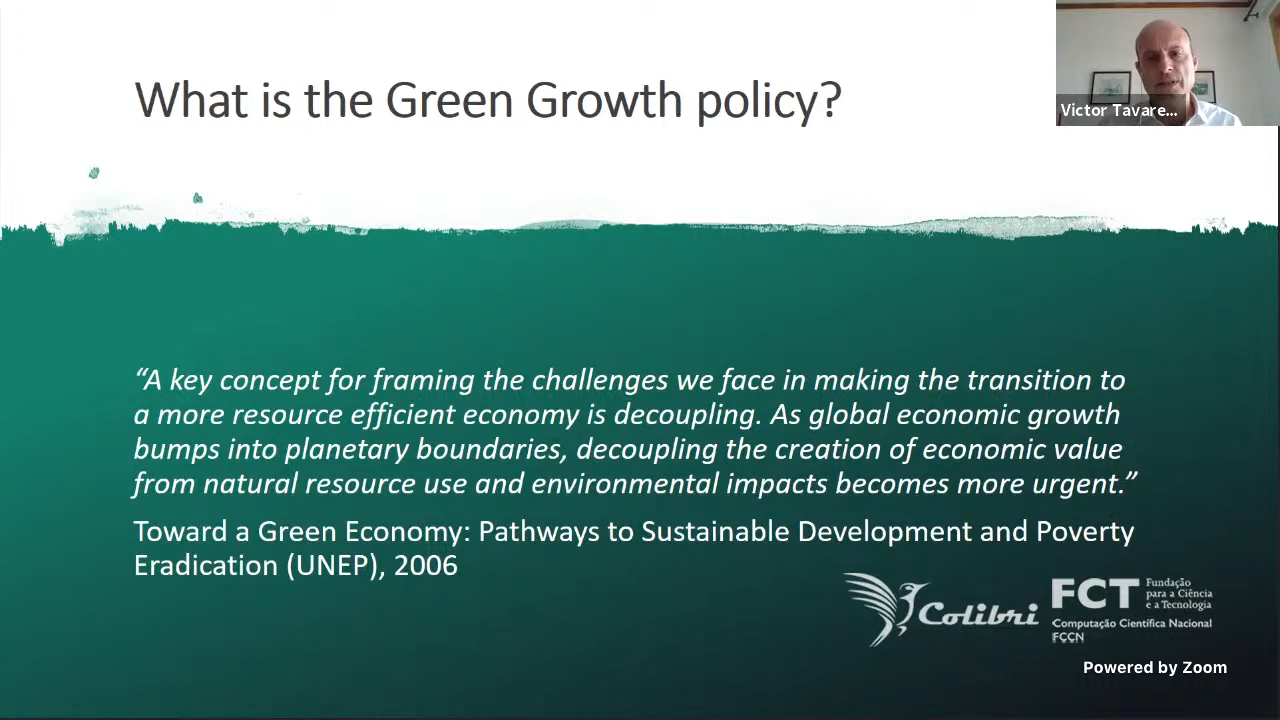 What is the Green Growth policy?
Victor Tavare...
“A key concept for framing the challenges we face in making the transition to
a more resource efficient economy is decoupling. As global economic growth
bumps into planetary boundaries, decoupling the creation of economic value
from natural resource use and environmental impacts becomes more urgent.”
Toward a Green Economy: Pathways to Sustainable Development and Poverty
Eradication (UNEP), 2006
Colibri
FCT
Fundação
para a Ciência
e a Tecnologia
Computação Científica Nacional
FCCN
Powered by Zoom